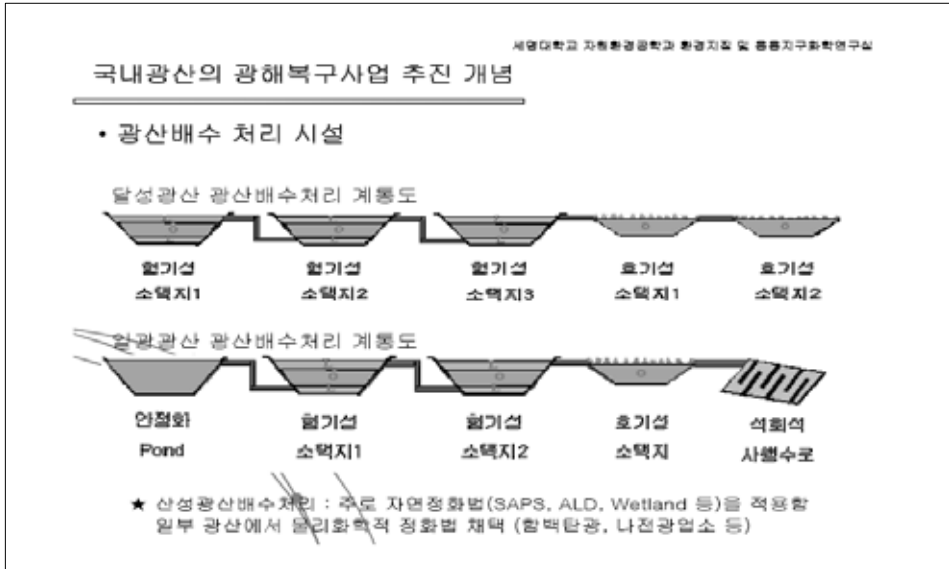 세명대학교 자원환경공학과 환경지질 및 응용지구화학연구실
국내광산의 광해복구사업 추진 개념
• 광산배수 처리 시설
달성광산 광산배수처리 계통도
혐기성 혐기성 혐기성 호기성 호기성
소택지1 소택지2 소택지3 소택지1 소택지2
일광광산 광산배수처리 계통도
안정화 혐기성 혐기성 호기성 석회석
Pond 소택지1 소택지2 소택지 사행수로
★ 산성광산배수처리 : 주로 자연정화법(SAPS, ALD, Wetland 등)을 적용함
일부 광산에서 물리화학적 정화법 채택 (함백탄광, 나전광업소 등)